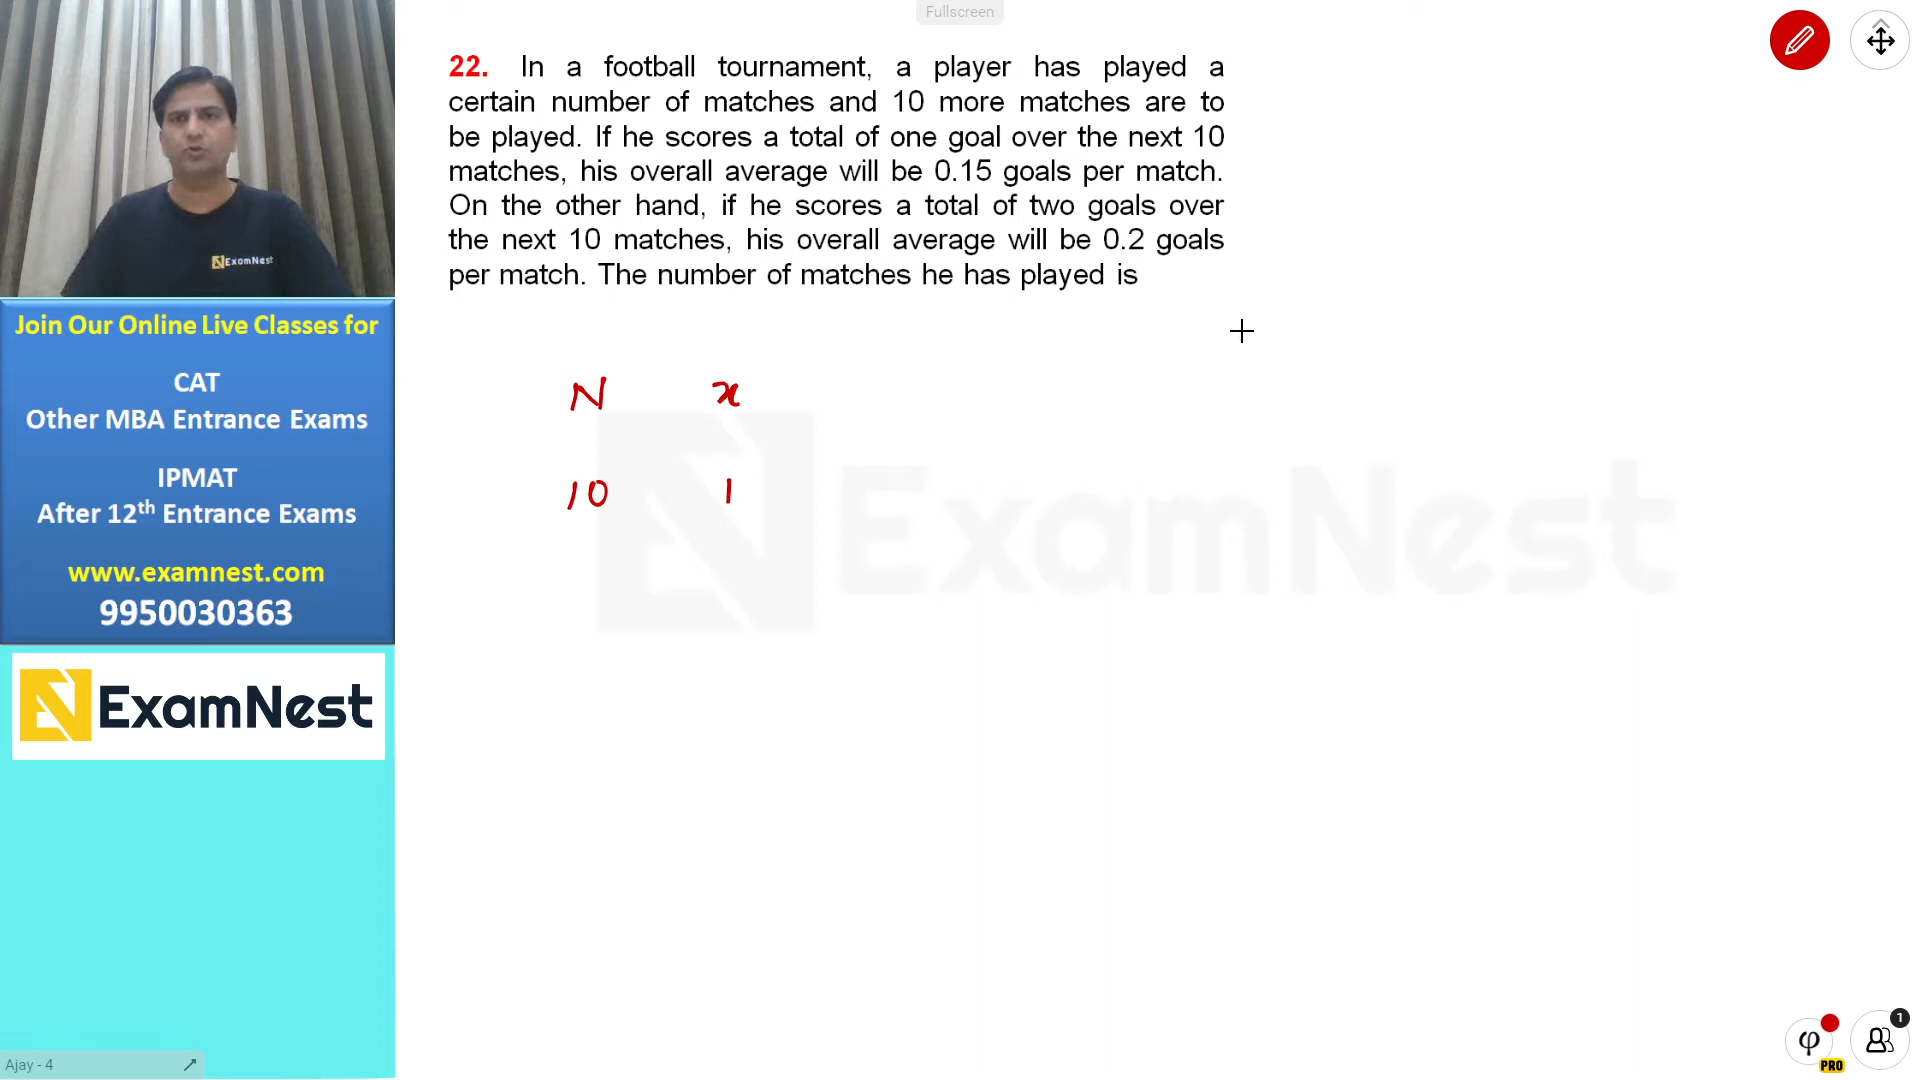 Fullscreen
22. In a football tournament, a player has played a
certain number of matches and 10 more matches are to
be played. If he scores a total of one goal over the next 10
matches, his overall average will be 0.15 goals per match.
On the other hand, if he scores a total of two goals over
the next 10 matches, his overall average will be 0.2 goals
per match. The number of matches he has played is
N x
10 1
ExamNest
ExamNest
Join Our Online Live Classes for
CAT
Other MBA Entrance Exams
IPMAT
After 12th Entrance Exams
www.examnest.com
9950030363
ExamNest
Ajay - 4
1
φ
PRO